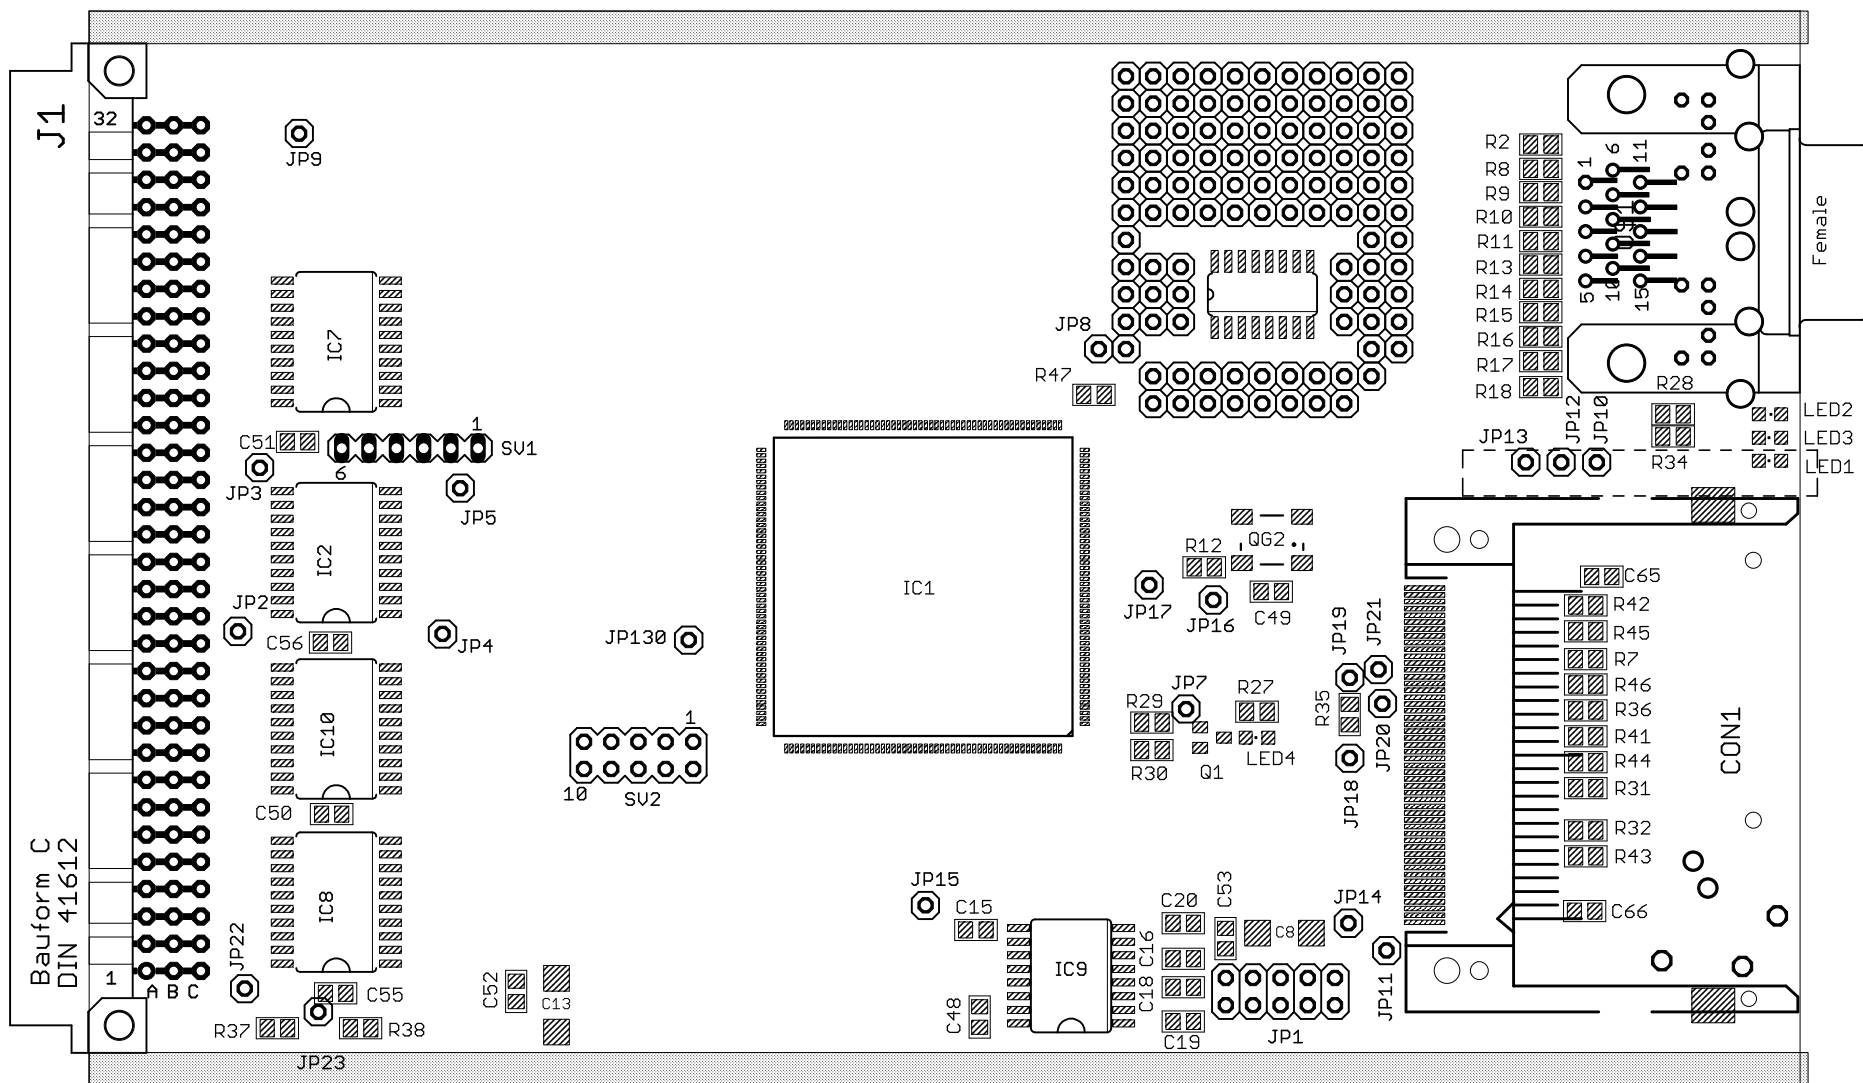 J1
32
JP9
R2
R8
R9
R10
R11
R13
R14
R15
R16
R17
R18
1
6
11
5
10
15
Female
JP8
R47
IC7
C51
1
SV1
6
JP3
JP5
R28
LED2
LED3
LED1
JP13
JP12
JP10
R34
IC2
JP2
C56
JP4
JP130
IC1
R12
QG2
JP17
JP16
C49
JP19
JP21
C65
R42
R45
R7
R46
R36
R41
R44
R31
R32
R43
C66
CON1
IC10
C50
1
10
SV2
JP7
R29
R27
R30
Q1
LED4
R35
JP20
JP18
IC8
JP22
C55
R37
R38
JP23
C52
C13
JP15
C15
C48
IC9
C20
C16
C18
C19
C53
C8
JP14
JP11
JP1
Bauform C
DIN 41612
1
A B C